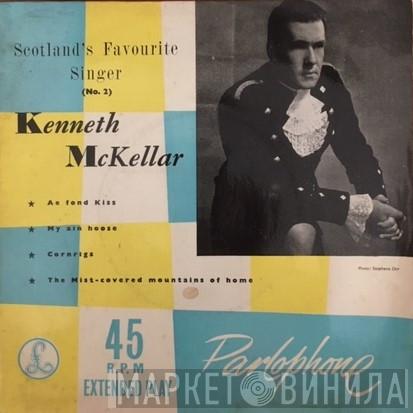 Scotland's Favourite
Singer
(No. 2)
Kenneth
McKellar
★ Ae fond Kiss
★ My ain hoose
★ Cornrigs
★ The Mist-covered mountains of home
Photo: Stephens Orr
£
45
R.P.M
EXTENDED PLAY
Parlophone
МАРКЕТ ВИНИЛА